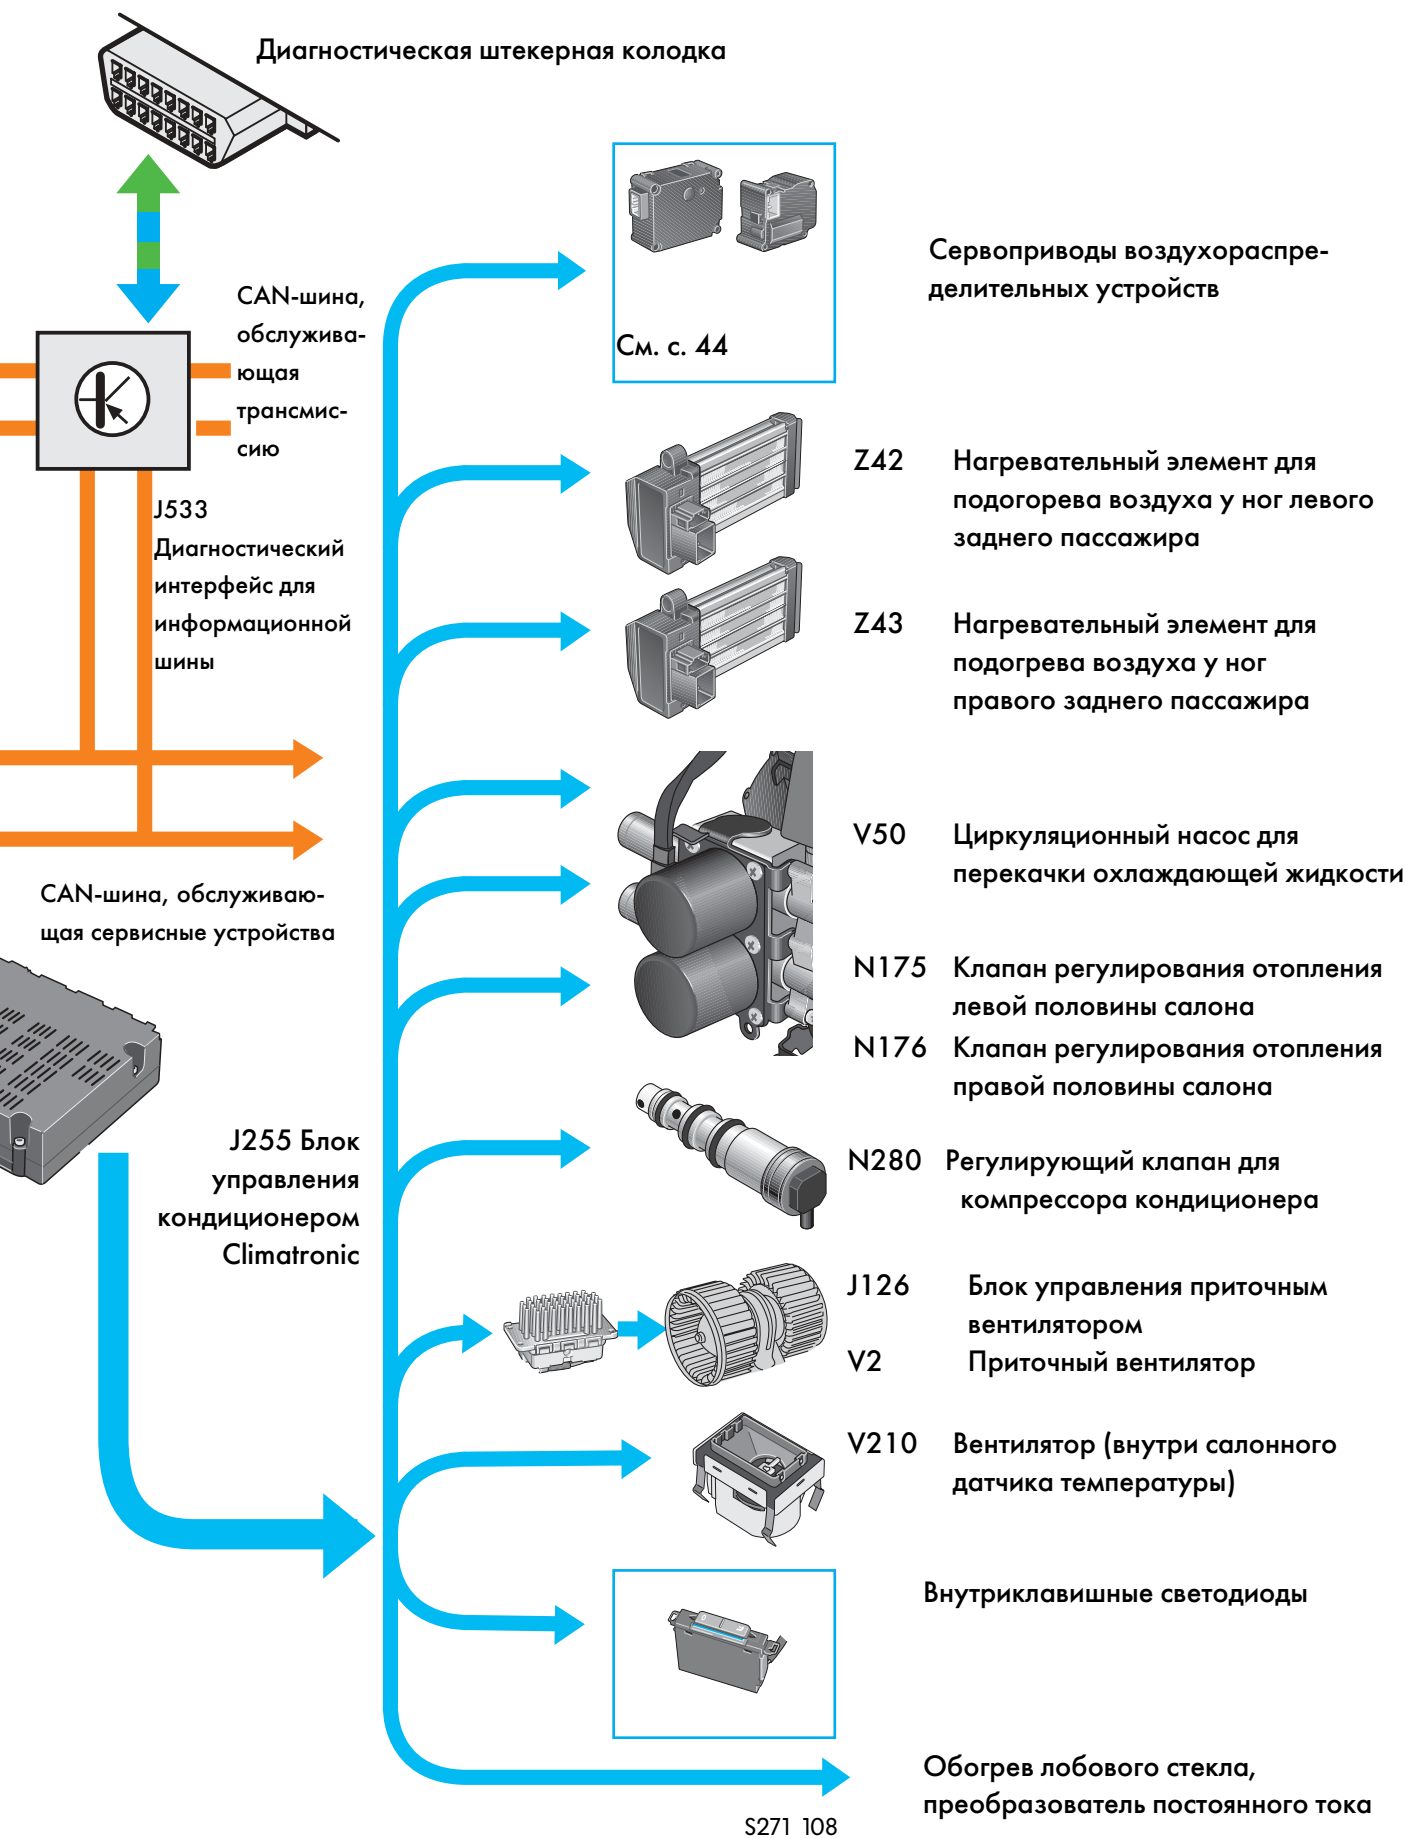 Диагностическая штекерная колодка
CAN-шина,
обслужива-
ющая
трансмис-
сию
J533
Диагностический
интерфейс для
информационной
шины
CAN-шина, обслуживаю-
щая сервисные устройства
J255 Блок
управления
кондиционером
Climatronic
См. с. 44
Сервоприводы воздухораспре-
делительных устройств
Z42 Нагревательный элемент для
подогорева воздуха у ног левого
заднего пассажира
Z43 Нагревательный элемент для
подогрева воздуха у ног
правого заднего пассажира
V50 Циркуляционный насос для
перекачки охлаждающей жидкости
N175 Клапан регулирования отопления
левой половины салона
N176 Клапан регулирования отопления
правой половины салона
N280 Регулирующий клапан для
компрессора кондиционера
J126 Блок управления приточным
вентилятором
V2 Приточный вентилятор
V210 Вентилятор (внутри салонного
датчика температуры)
Внутриклавишные светодиоды
Обогрев лобового стекла,
преобразователь постоянного тока
S271_108